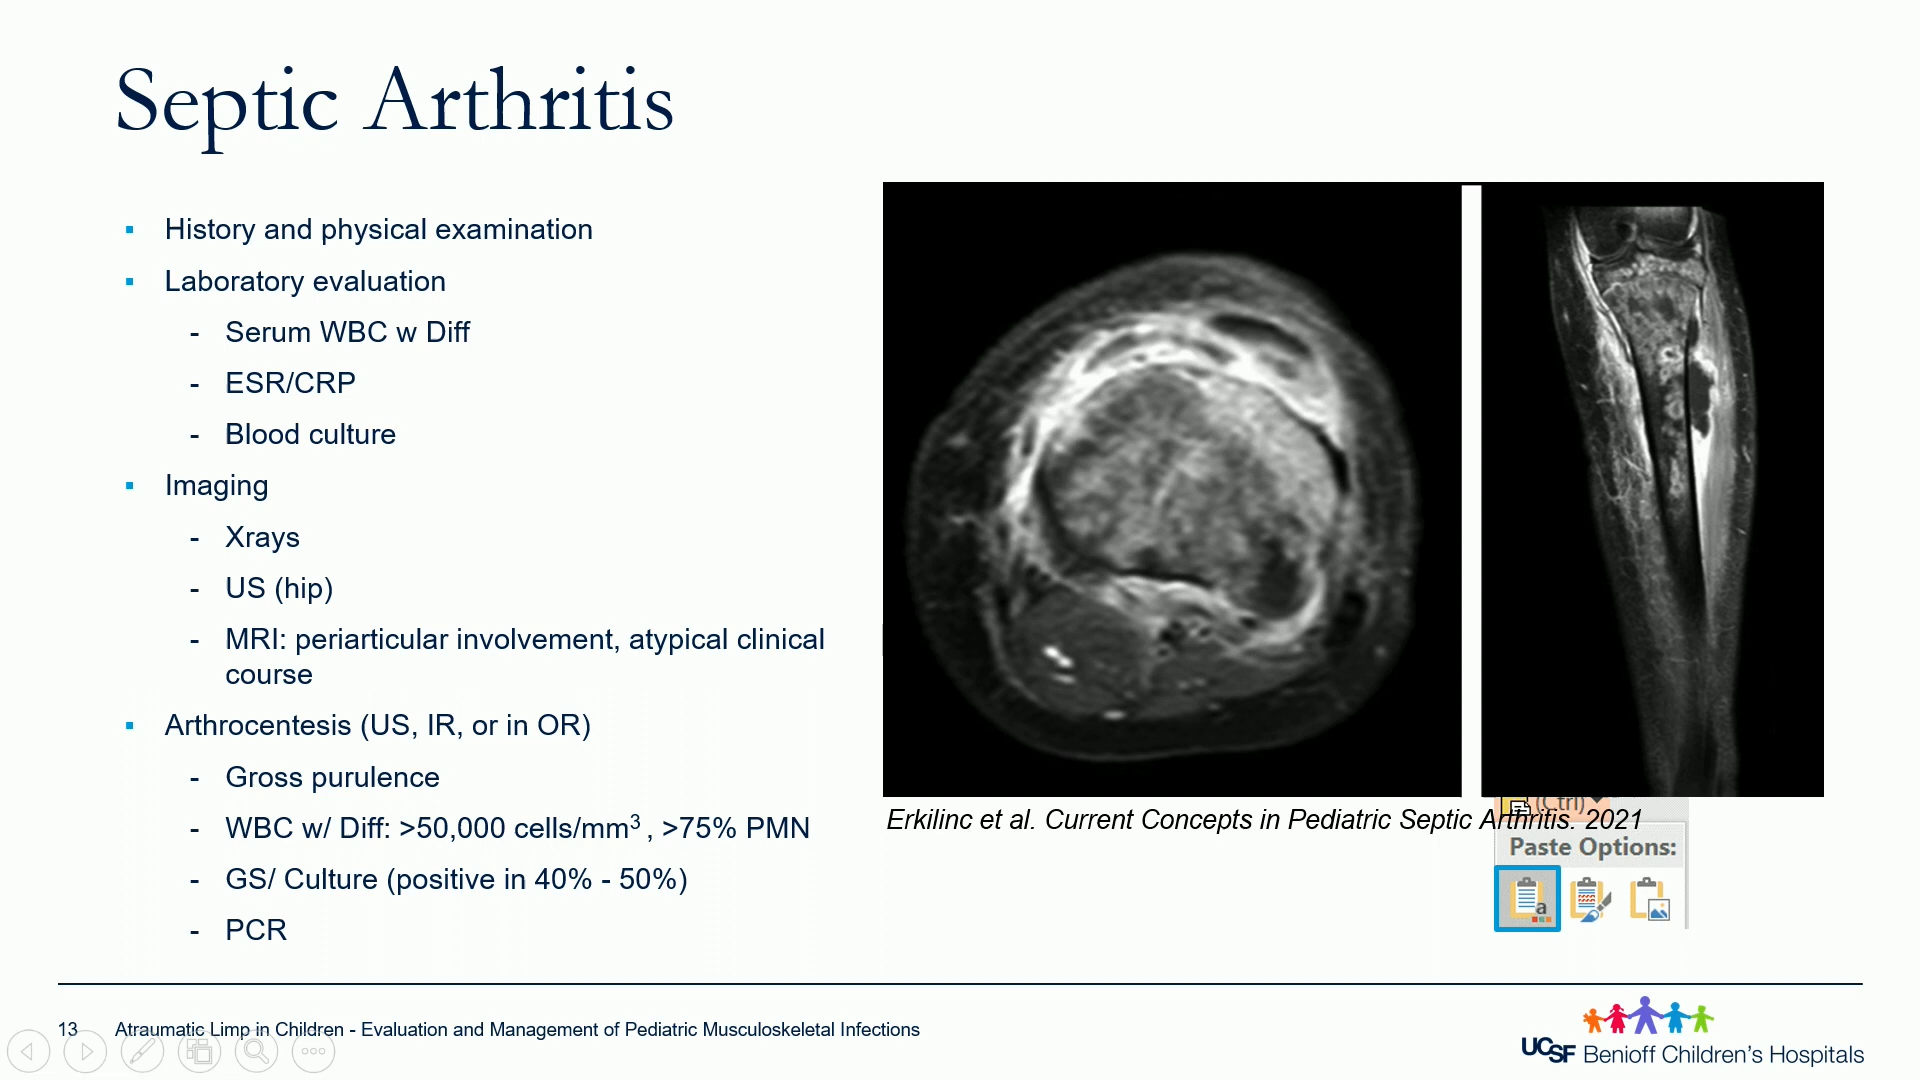 Septic Arthritis
▪ History and physical examination
▪ Laboratory evaluation
- Serum WBC w Diff
- ESR/CRP
- Blood culture
▪ Imaging
- Xrays
- US (hip)
- MRI: periarticular involvement, atypical clinical
course
▪ Arthrocentesis (US, IR, or in OR)
- Gross purulence
- WBC w/ Diff: >50,000 cells/mm³ , >75% PMN
- GS/ Culture (positive in 40% - 50%)
- PCR
(Ctrl)
Erkilinc et al. Current Concepts in Pediatric Septic Arthritis. 2021
Paste Options:
a
13 Atraumatic Limp in Children - Evaluation and Management of Pediatric Musculoskeletal Infections
UCSF Benioff Children's Hospitals